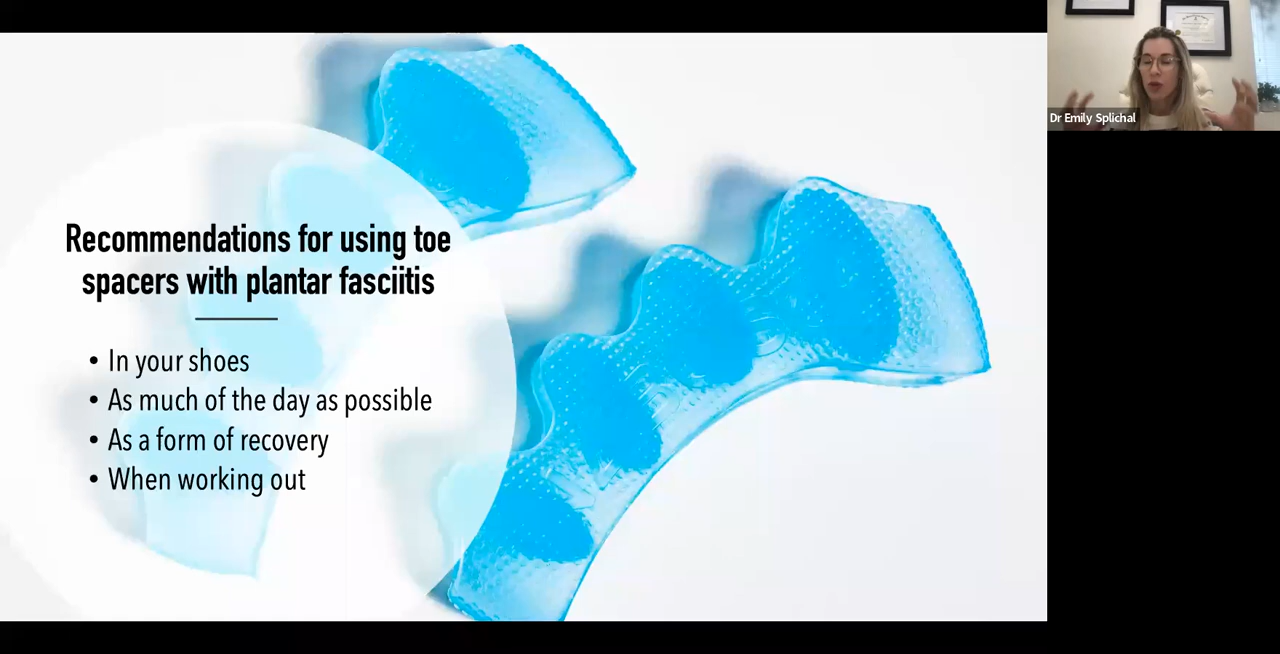 Recommendations for using toe
spacers with plantar fasciitis
• In your shoes
• As much of the day as possible
• As a form of recovery
• When working out
Dr Emily Splichal